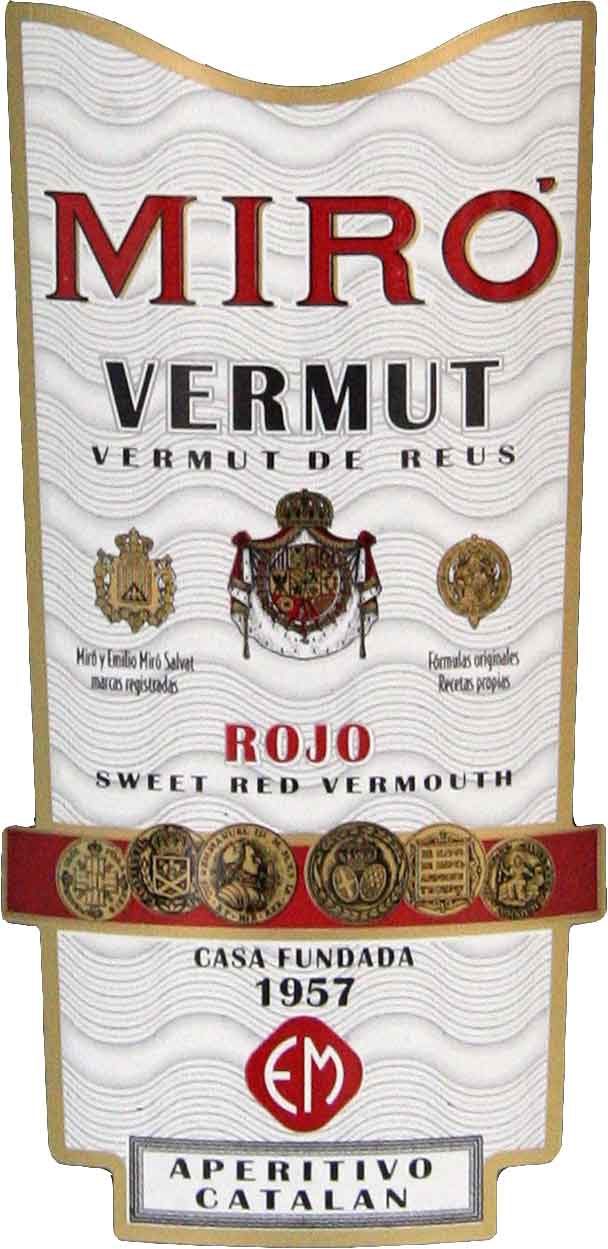 MIRÓ
VERMUT
VERMUT DE REUS
Miró y Emilio Miró Salvat
marcas registradas
Fórmulas originales
Recetas propias
ROJO
SWEET RED VERMOUTH
CASA FUNDADA
1957
EM
APERITIVO
CATALAN